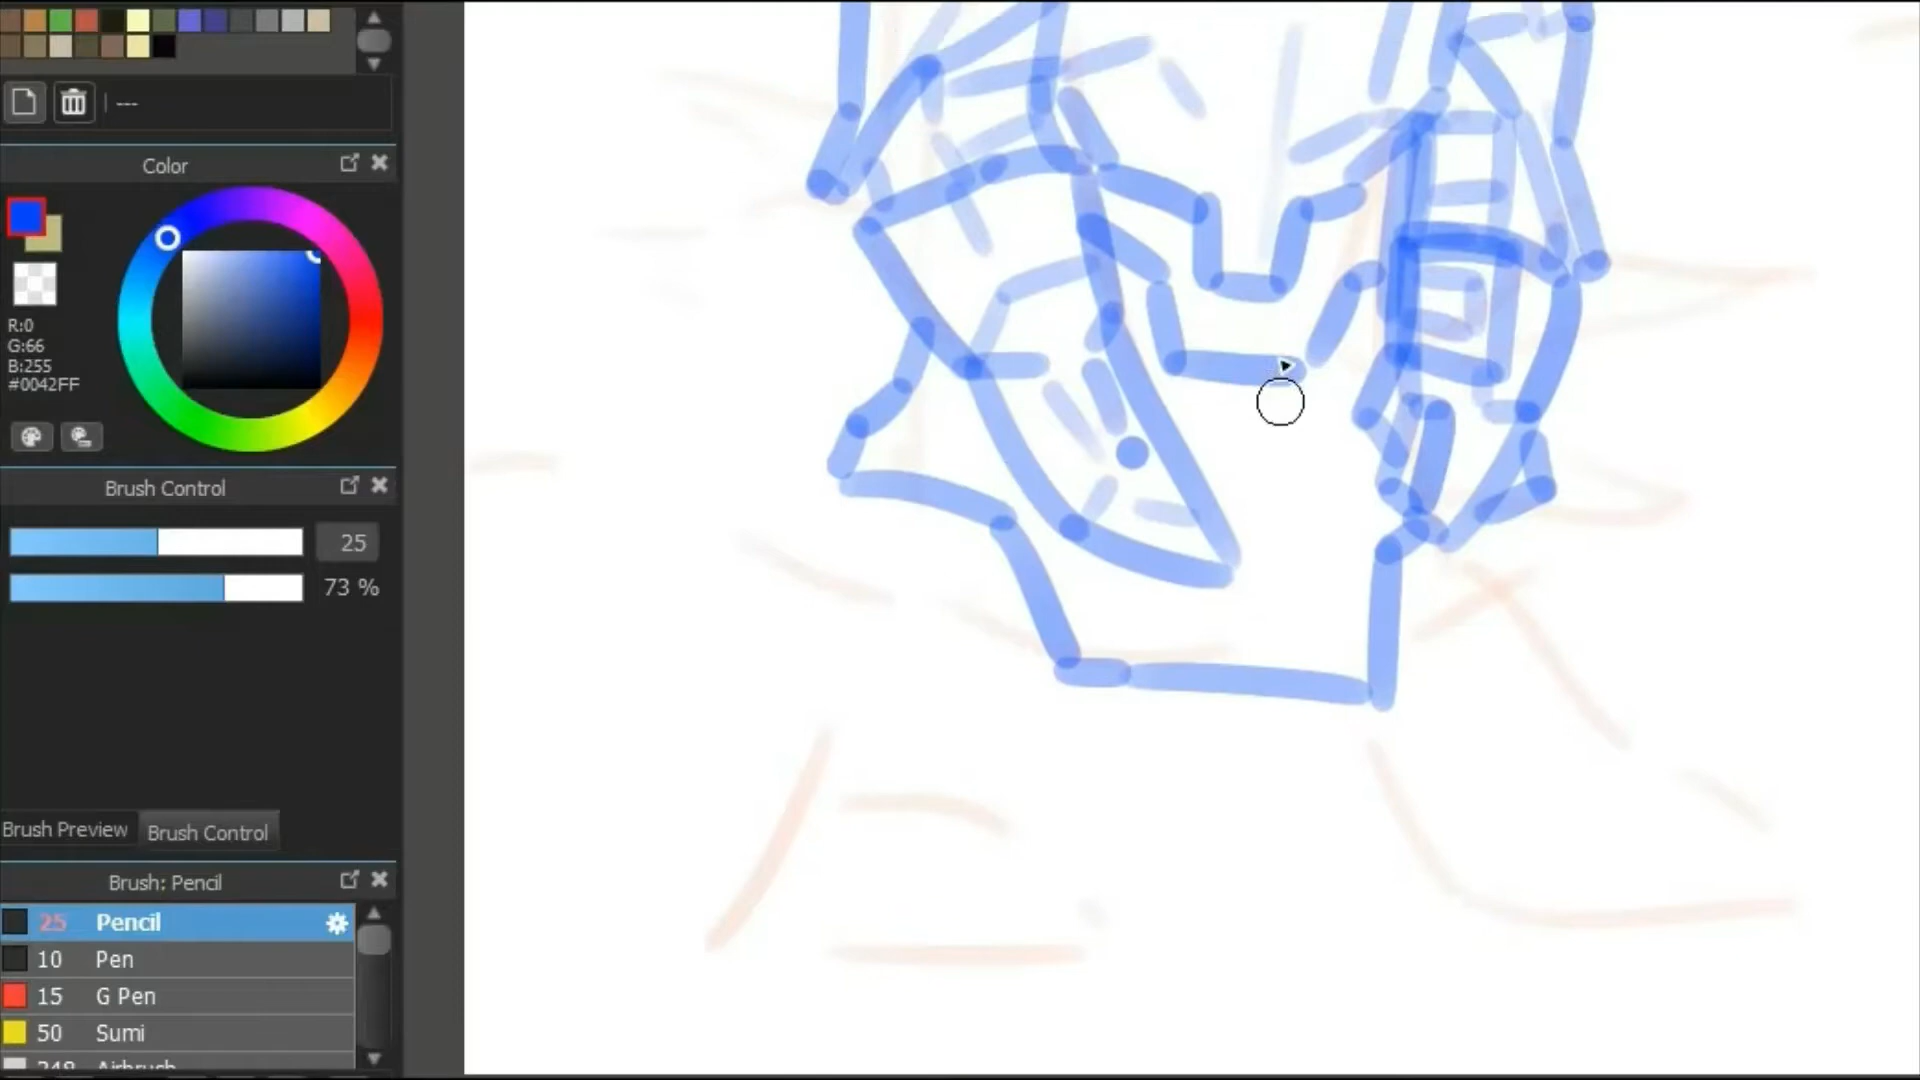 ---
Color
R:0
G:66
B:255
#0042FF
Brush Control
25
73 %
Brush Preview
Brush Control
Brush: Pencil
25 Pencil
10 Pen
15 G Pen
50 Sumi
248 Airbrush